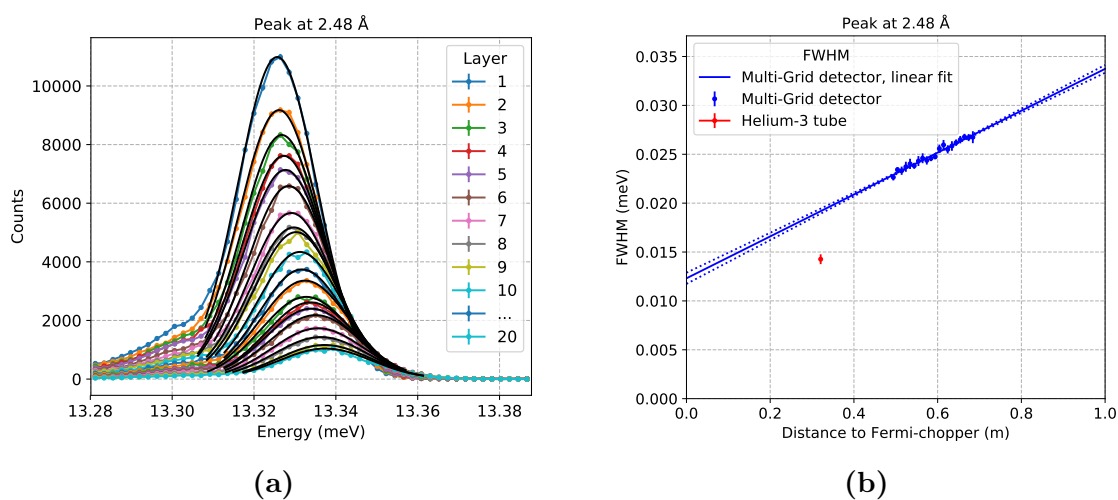 Peak at 2.48 Å
Counts
10000
8000
6000
4000
2000
0
13.28 13.30 13.32 13.34 13.36 13.38
Energy (meV)
Layer
1
2
3
4
5
6
7
8
9
10
...
20
(a)
Peak at 2.48 Å
FWHM (meV)
0.035
0.030
0.025
0.020
0.015
0.010
0.005
0.000
0.0 0.2 0.4 0.6 0.8 1.0
Distance to Fermi-chopper (m)
FWHM
Multi-Grid detector, linear fit
Multi-Grid detector
Helium-3 tube
(b)